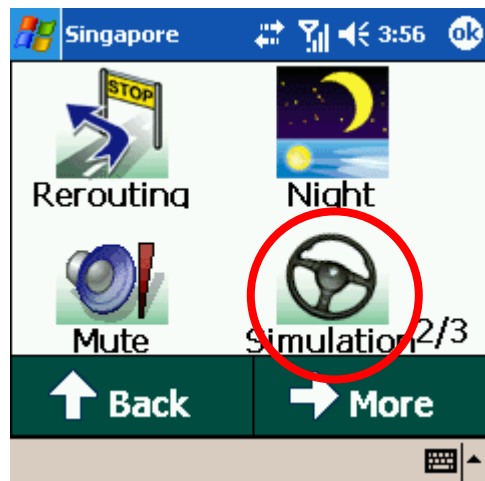 Singapore 3:56 ok
STOP
Rerouting Night
Mute Simulation 2/3
Back More